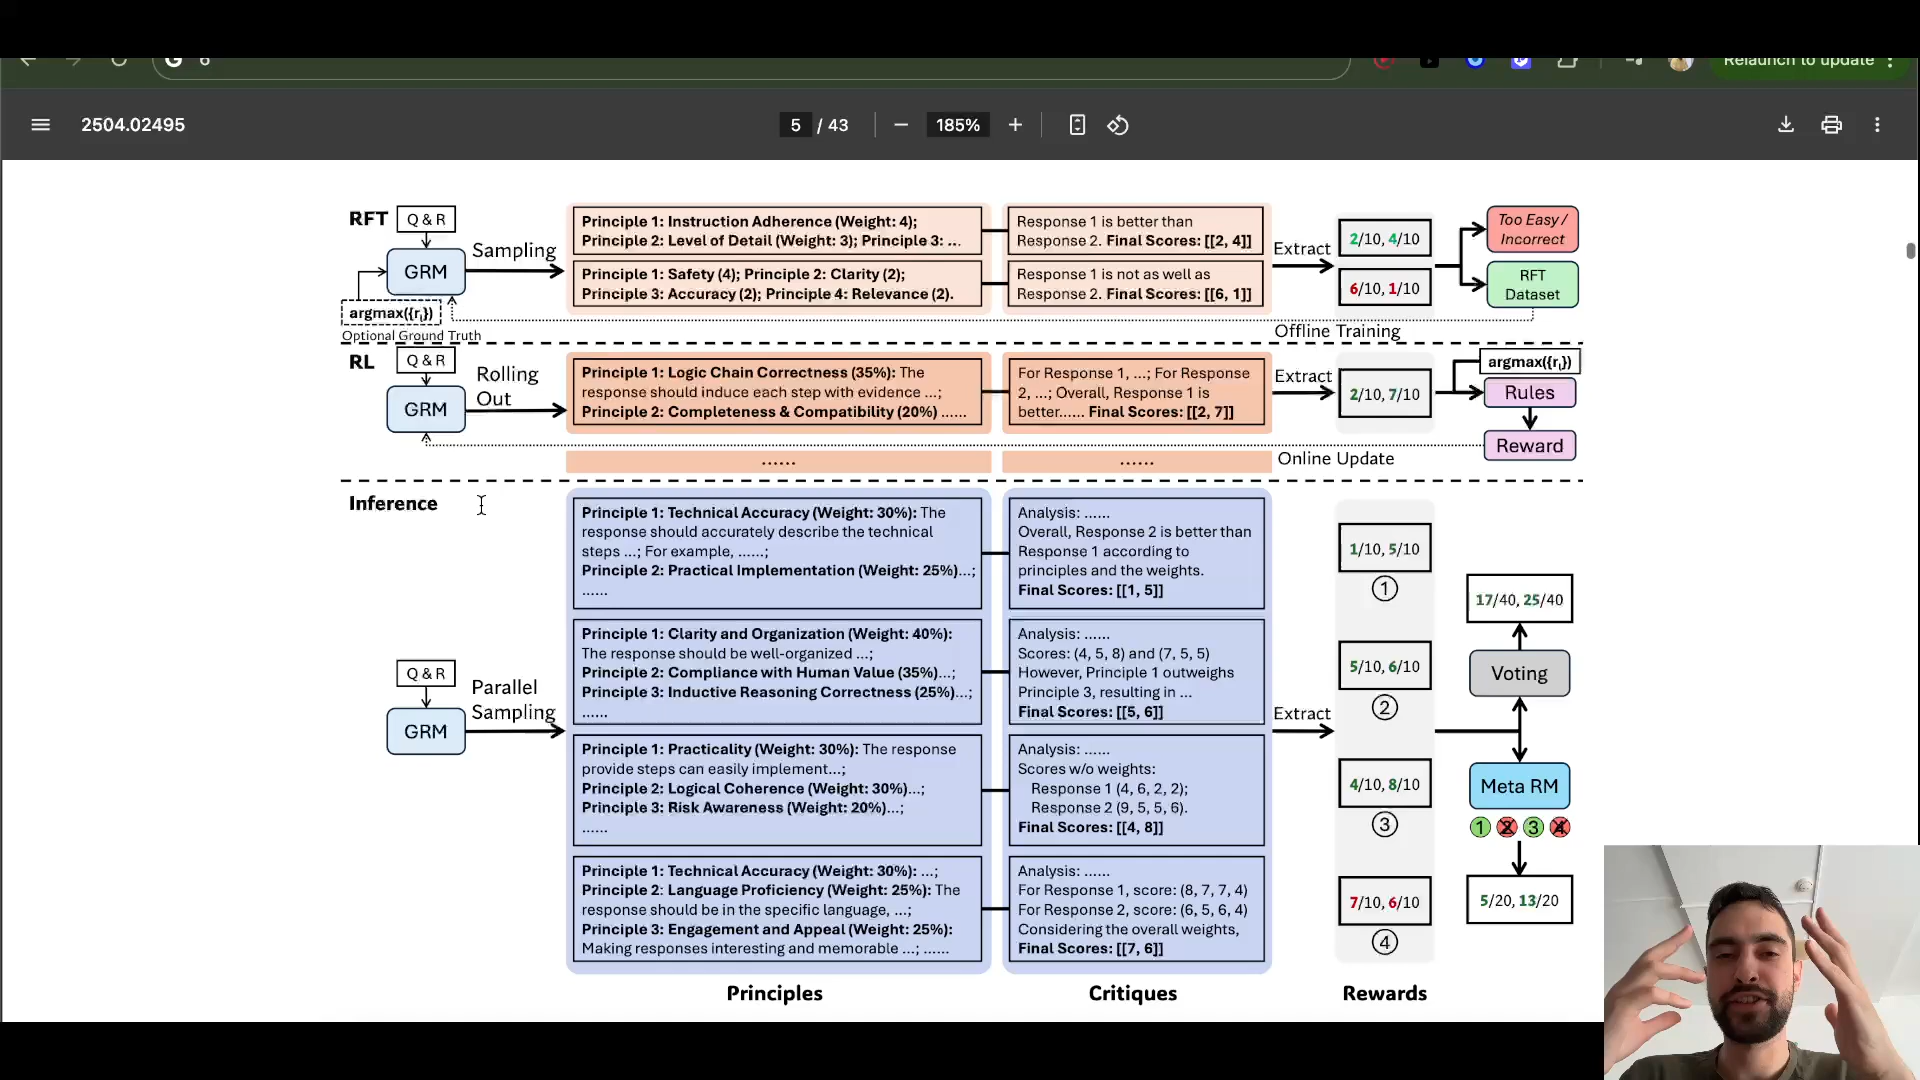 6
Relaunch to update
2504.02495
5 / 43
185%
RFT
Q & R
GRM
argmax({rᵢ})
Optional Ground Truth
Sampling
Principle 1: Instruction Adherence (Weight: 4);
Principle 2: Level of Detail (Weight: 3); Principle 3: ...
Principle 1: Safety (4); Principle 2: Clarity (2);
Principle 3: Accuracy (2); Principle 4: Relevance (2).
Response 1 is better than
Response 2. Final Scores: [[2, 4]]
Response 1 is not as well as
Response 2. Final Scores: [[6, 1]]
Extract
2/10, 4/10
6/10, 1/10
Too Easy /
Incorrect
RFT
Dataset
Offline Training
RL
Q & R
GRM
Rolling
Out
Principle 1: Logic Chain Correctness (35%): The
response should induce each step with evidence ...;
Principle 2: Completeness & Compatibility (20%) ......
For Response 1, ...; For Response
2, ...; Overall, Response 1 is
better...... Final Scores: [[2, 7]]
Extract
2/10, 7/10
argmax({rᵢ})
Rules
Reward
......
......
Online Update
Inference
Q & R
GRM
Parallel
Sampling
Principle 1: Technical Accuracy (Weight: 30%): The
response should accurately describe the technical
steps ...; For example, ......;
Principle 2: Practical Implementation (Weight: 25%)...;
......
Analysis: ......
Overall, Response 2 is better than
Response 1 according to
principles and the weights.
Final Scores: [[1, 5]]
Principle 1: Clarity and Organization (Weight: 40%):
The response should be well-organized ...;
Principle 2: Compliance with Human Value (35%)...;
Principle 3: Inductive Reasoning Correctness (25%)...;
......
Analysis: ......
Scores: (4, 5, 8) and (7, 5, 5)
However, Principle 1 outweighs
Principle 3, resulting in ...
Final Scores: [[5, 6]]
Principle 1: Practicality (Weight: 30%): The response
provide steps can easily implement...;
Principle 2: Logical Coherence (Weight: 30%)...;
Principle 3: Risk Awareness (Weight: 20%)...;
......
Analysis: ......
Scores w/o weights:
Response 1 (4, 6, 2, 2);
Response 2 (9, 5, 5, 6).
Final Scores: [[4, 8]]
Principle 1: Technical Accuracy (Weight: 30%): ...;
Principle 2: Language Proficiency (Weight: 25%): The
response should be in the specific language, ...;
Principle 3: Engagement and Appeal (Weight: 25%):
Making responses interesting and memorable ...; ......
Analysis: ......
For Response 1, score: (8, 7, 7, 4)
For Response 2, score: (6, 5, 6, 4)
Considering the overall weights,
Final Scores: [[7, 6]]
Extract
1/10, 5/10
①
5/10, 6/10
②
4/10, 8/10
③
7/10, 6/10
④
17/40, 25/40
Voting
Meta RM
1 2 3 4
5/20, 13/20
Principles
Critiques
Rewards